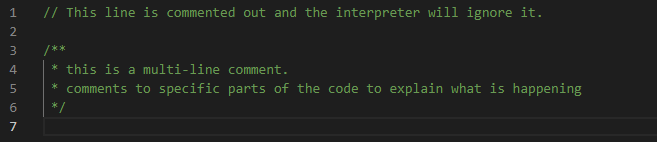 1 // This line is commented out and the interpreter will ignore it.
2
3 /**
4 * this is a multi-line comment.
5 * comments to specific parts of the code to explain what is happening
6 */
7